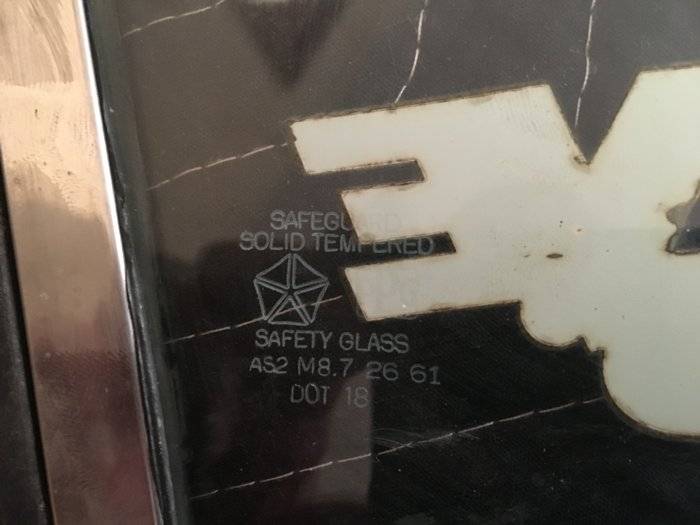 SAFEGUARD
SOLID TEMPERED
SAFETY GLASS
AS2 M8.7 26 61
DOT 18